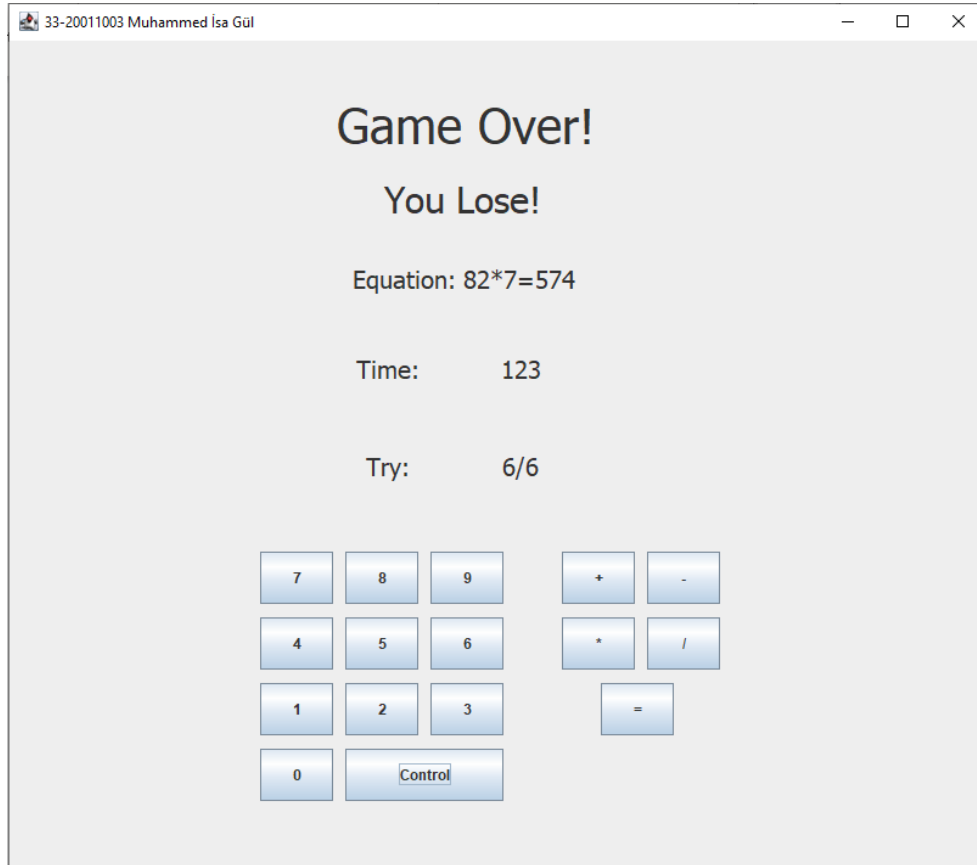 33-20011003 Muhammed İsa Gül
Game Over!
You Lose!
Equation: 82*7=574
Time: 123
Try: 6/6
7 8 9 + -
4 5 6 * /
1 2 3 =
0 Control